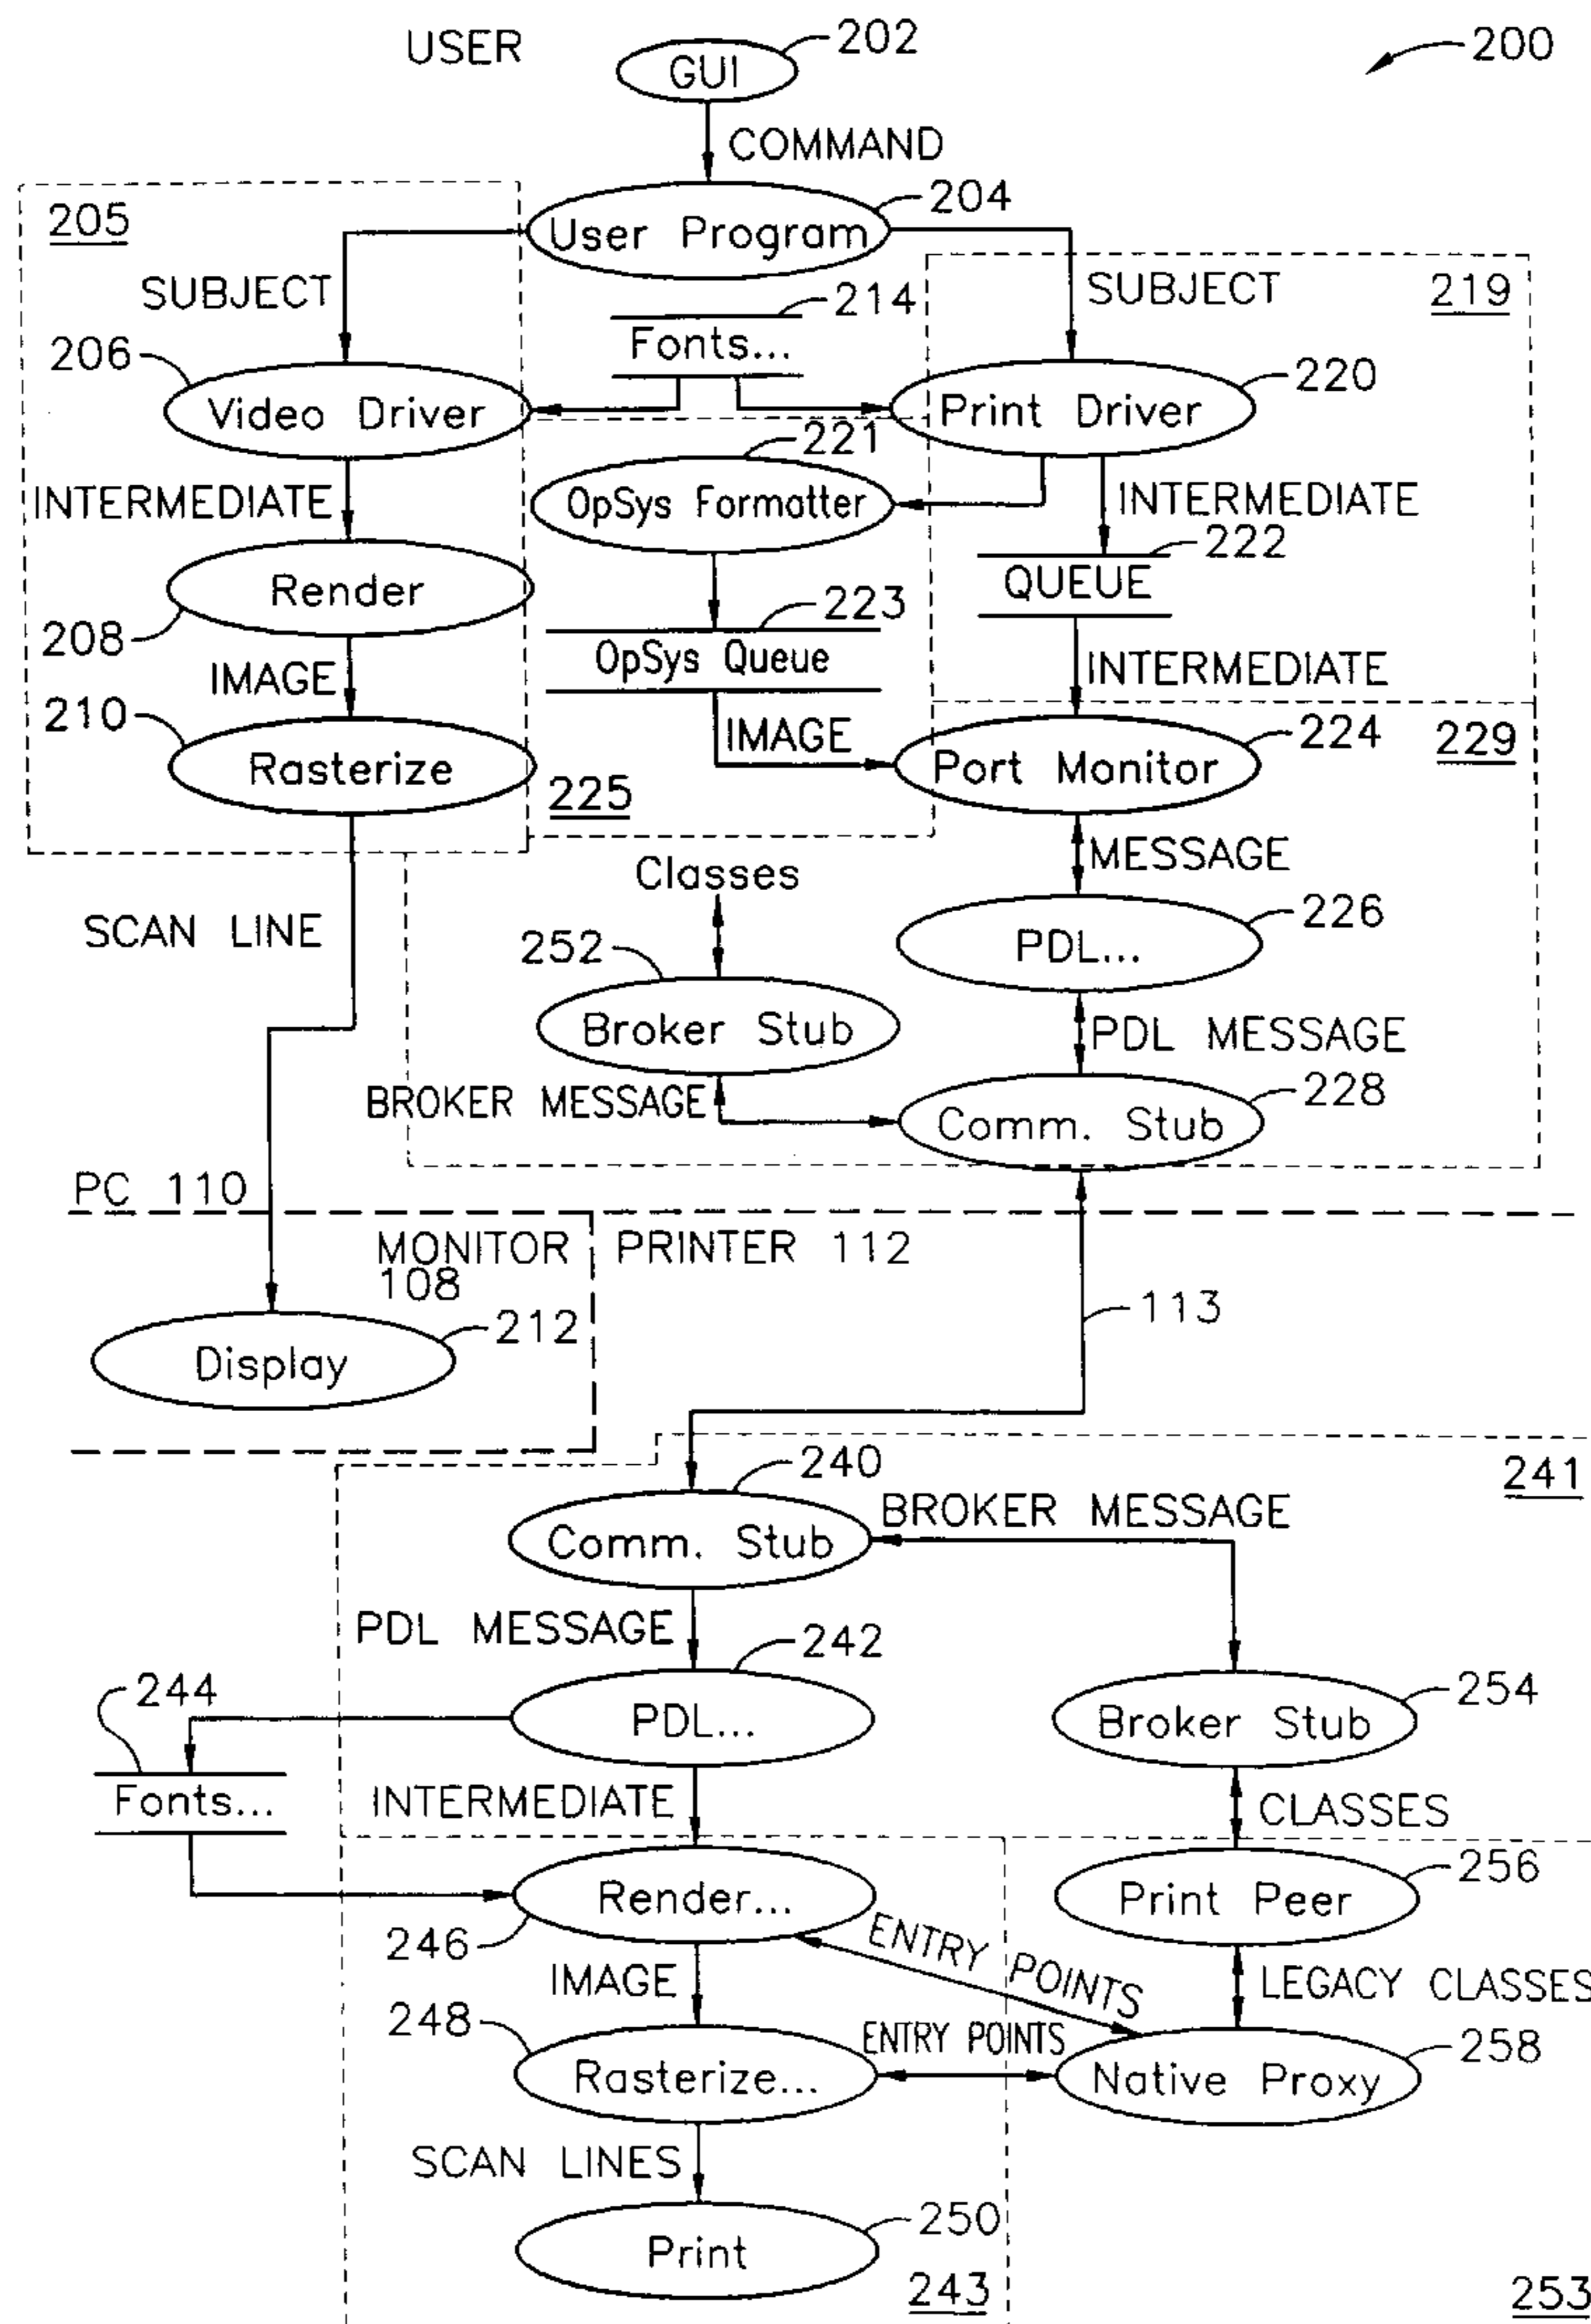 USER
202
200
GUI
COMMAND
205
204
User Program
SUBJECT
SUBJECT
219
214
Fonts...
206
220
Video Driver
Print Driver
221
INTERMEDIATE
OpSys Formatter
INTERMEDIATE
222
QUEUE
Render
223
208
OpSys Queue
IMAGE
INTERMEDIATE
210
IMAGE
224
229
Rasterize
225
Port Monitor
MESSAGE
Classes
SCAN LINE
252
226
PDL...
Broker Stub
PDL MESSAGE
BROKER MESSAGE
228
Comm. Stub
PC 110
MONITOR
108
PRINTER 112
113
212
Display
240
241
BROKER MESSAGE
Comm. Stub
PDL MESSAGE
242
244
254
PDL...
Broker Stub
Fonts...
INTERMEDIATE
CLASSES
256
Render...
Print Peer
246
ENTRY POINTS
IMAGE
LEGACY CLASSES
248
ENTRY POINTS
258
Rasterize...
Native Proxy
SCAN LINES
250
Print
243
253